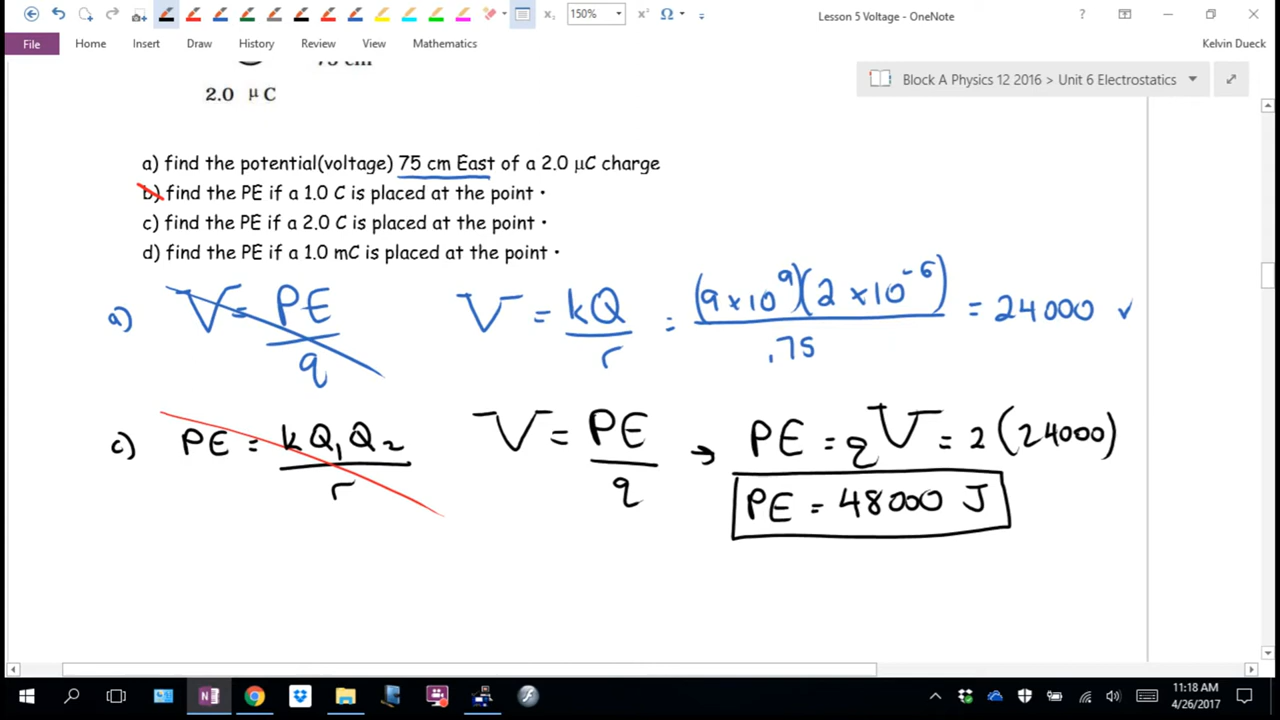 150%
Lesson 5 Voltage - OneNote
File Home Insert Draw History Review View Mathematics
Kelvin Dueck
75 cm
Block A Physics 12 2016 > Unit 6 Electrostatics
2.0 μ C
a) find the potential(voltage) 75 cm East of a 2.0 μC charge
b) find the PE if a 1.0 C is placed at the point •
c) find the PE if a 2.0 C is placed at the point •
d) find the PE if a 1.0 mC is placed at the point •
a) V = PE / q V = kQ / r = (9 x 10^9)(2 x 10^-6) / .75 = 24000 v
c) PE = kQ₁Q₂ / r V = PE / q → PE = qV = 2(24000)
PE = 48000 J
11:18 AM
4/26/2017